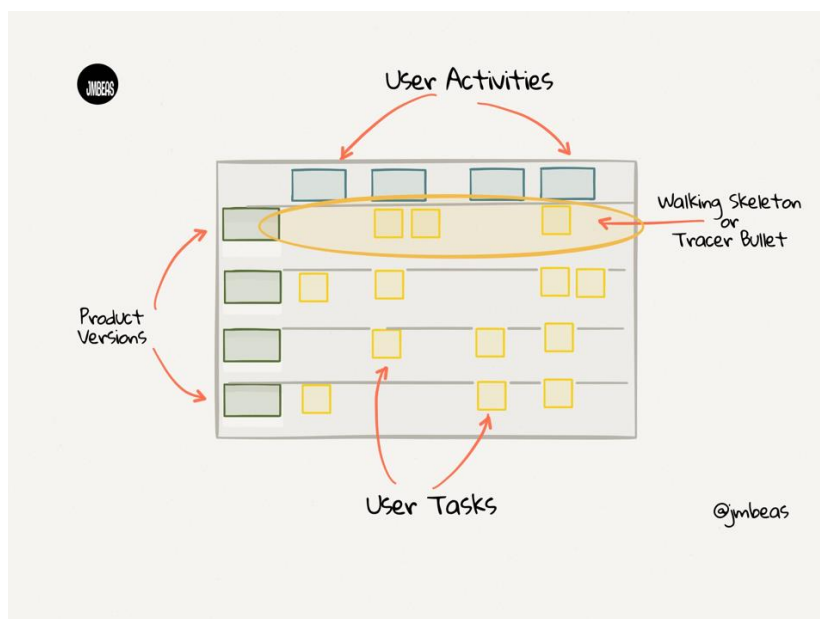 JMBEAS
User Activities
Walking Skeleton
or
Tracer Bullet
Product
Versions
User Tasks
@jmbeas